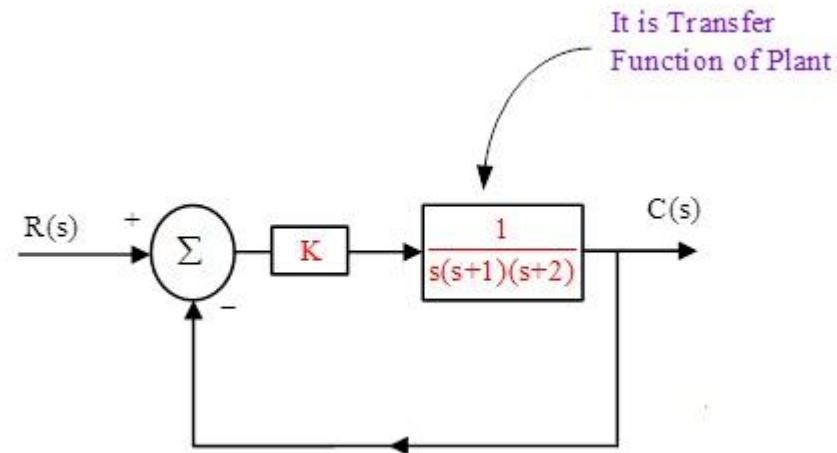 It is Transfer
Function of Plant
R(s)
+
Σ
−
K
1
s(s+1)(s+2)
C(s)